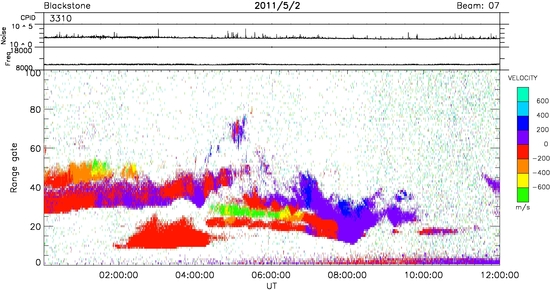 Blackstone 2011/5/2 Beam: 07
CPID 3310
Noise 10^5
10^0
Freq 18000
8000
Range gate
100
80
60
40
20
0
02:00:00 04:00:00 06:00:00 08:00:00 10:00:00 12:00:00
UT
VELOCITY
600
400
200
0
-200
-400
-600
m/s